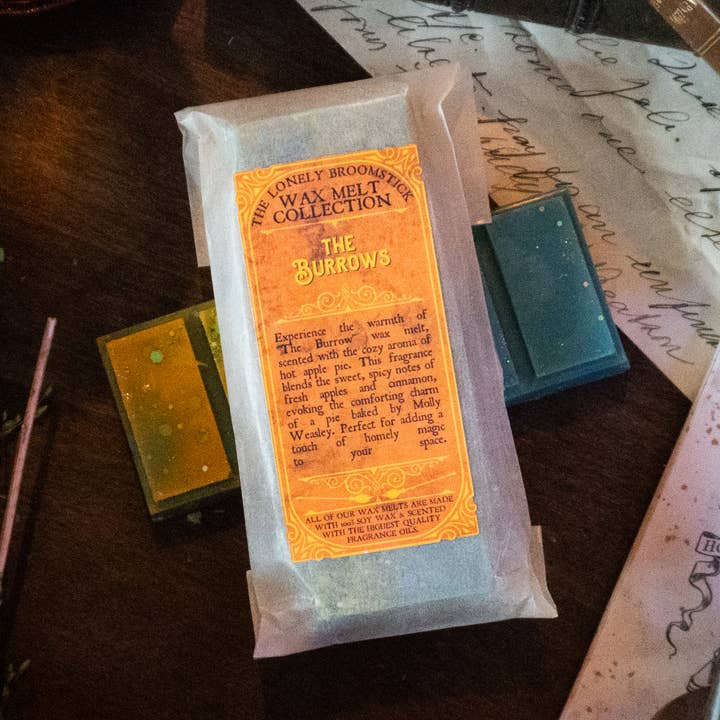 THE LONELY BROOMSTICK
WAX MELT
COLLECTION
THE
BURROWS
Experience the warmth of
"The Burrow" wax melt,
scented with the cozy aroma of
hot apple pie. This fragrance
blends the sweet, spicy notes of
fresh apples and cinnamon,
evoking the comforting charm
of a pie baked by Molly
Weasley. Perfect for adding a
touch of homely magic
to your space.
ALL OF OUR WAX MELTS ARE MADE
WITH 100% SOY WAX & SCENTED
WITH THE HIGHEST QUALITY
FRAGRANCE OILS.